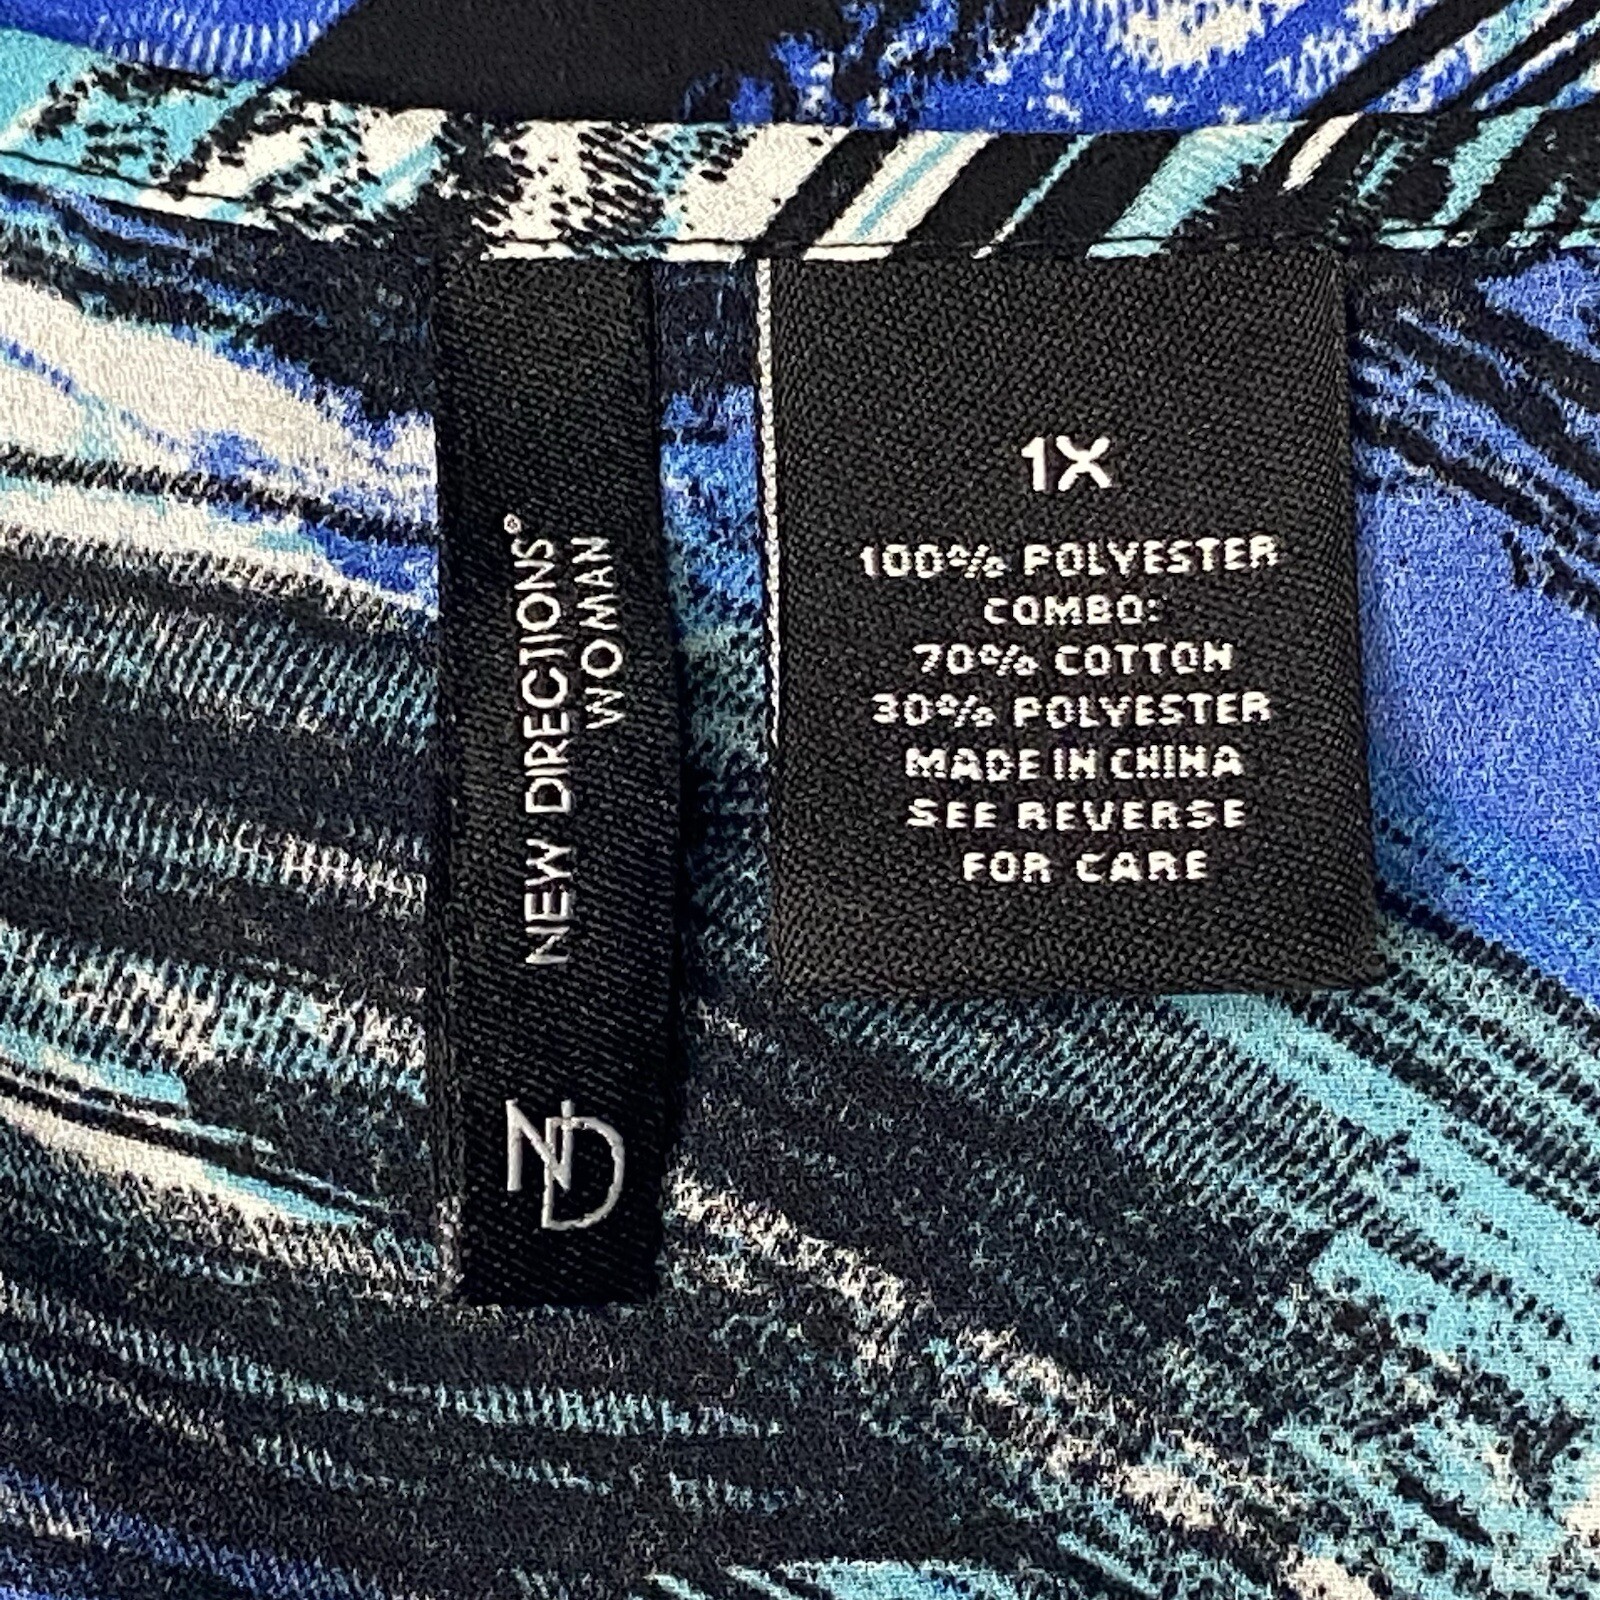 NEW DIRECTIONS®
WOMAN
ND
1X
100% POLYESTER
COMBO:
70% COTTON
30% POLYESTER
MADE IN CHINA
SEE REVERSE
FOR CARE